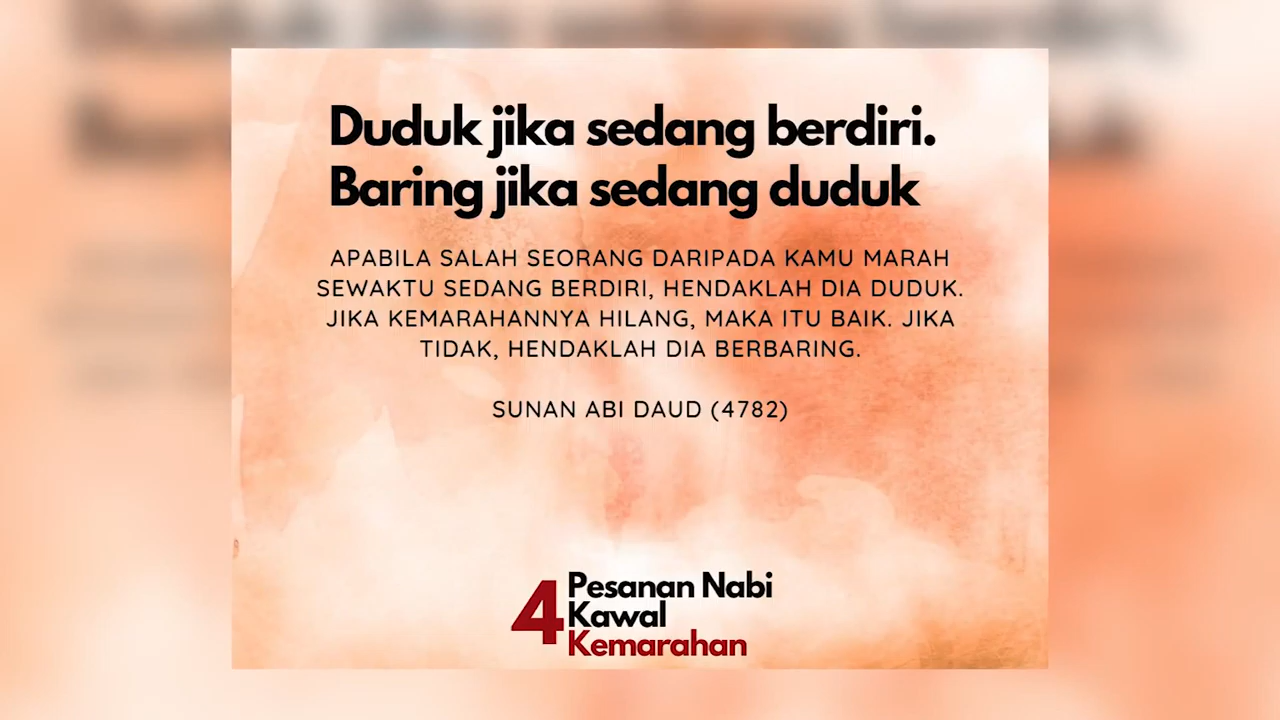 Duduk jika sedang berdiri.
Baring jika sedang duduk
APABILA SALAH SEORANG DARIPADA KAMU MARAH
SEWAKTU SEDANG BERDIRI, HENDAKLAH DIA DUDUK.
JIKA KEMARAHANNYA HILANG, MAKA ITU BAIK. JIKA
TIDAK, HENDAKLAH DIA BERBARING.
SUNAN ABI DAUD (4782)
4 Pesanan Nabi
Kawal
Kemarahan